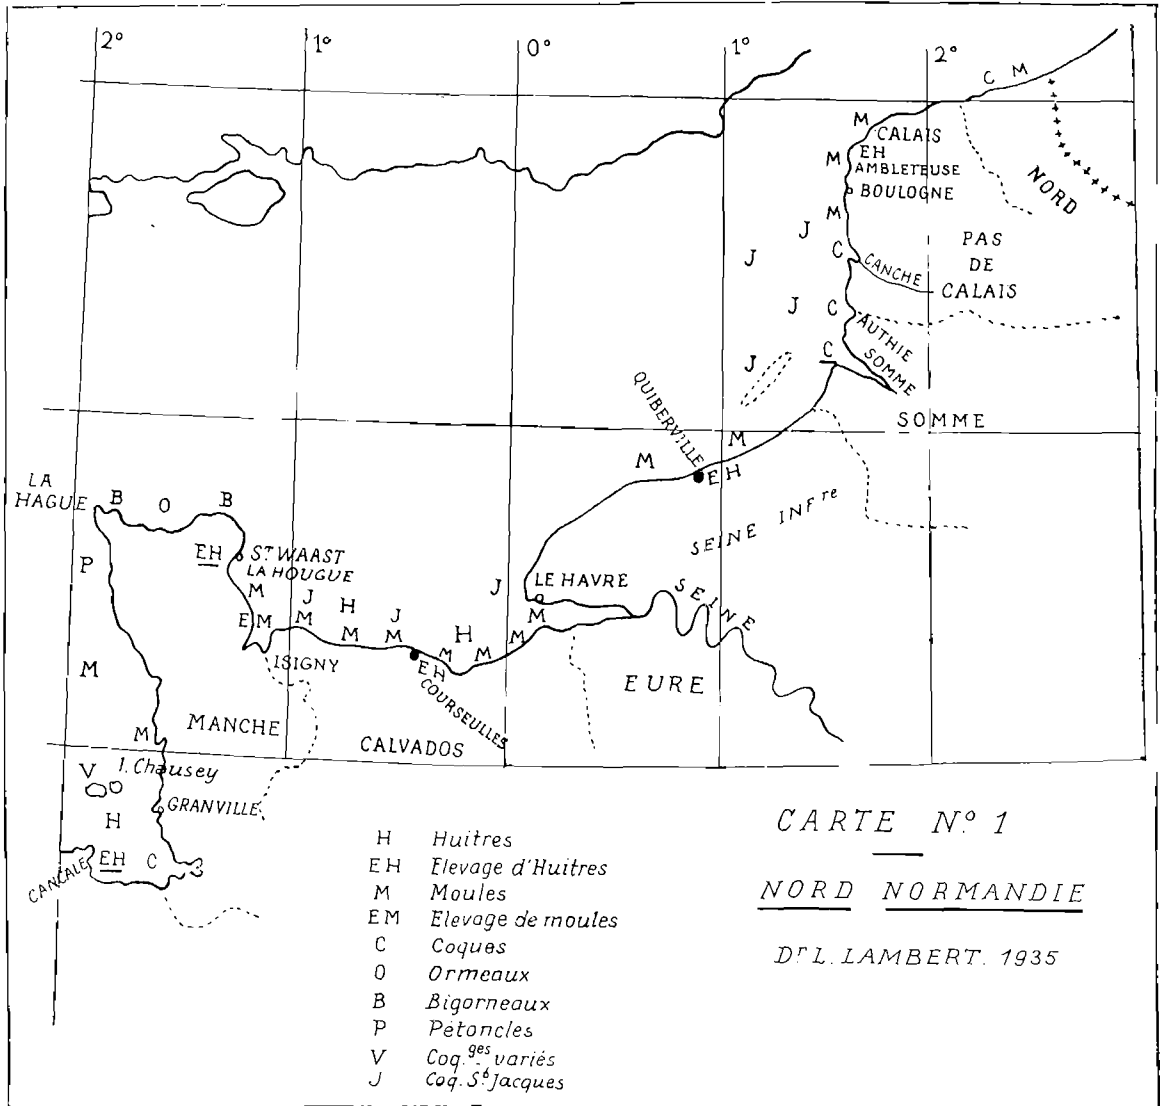 2° 1° 0° 1° 2°
C M
M
CALAIS
M EH
AMBLETEUSE
BOULOGNE
NORD
M
J
C
J
CANCHE
PAS
DE
CALAIS
J
C
AUTHIE
SOMME
C
J
SOMME
QUIBERVILLE
M
M
EH
SEINE INFre
LA
HAGUE
B
O
B
EH
St WAAST
LA HOUGUE
P
M
J
H
J
J
LE HAVRE
SEINE
EM
M
M
M
H
M
M
M
M
ISIGNY
EH
COURSEULLES
EURE
M
MANCHE
CALVADOS
M
V
I. Chausey
GRANVILLE
H
CANCALE
EH
C
H Huitres
EH Elevage d'Huitres
M Moules
EM Elevage de moules
C Coques
O Ormeaux
B Bigorneaux
P Pétoncles
V Coq.ges variés
J Coq. St Jacques
CARTE N° 1
NORD NORMANDIE
Dr L. LAMBERT. 1935